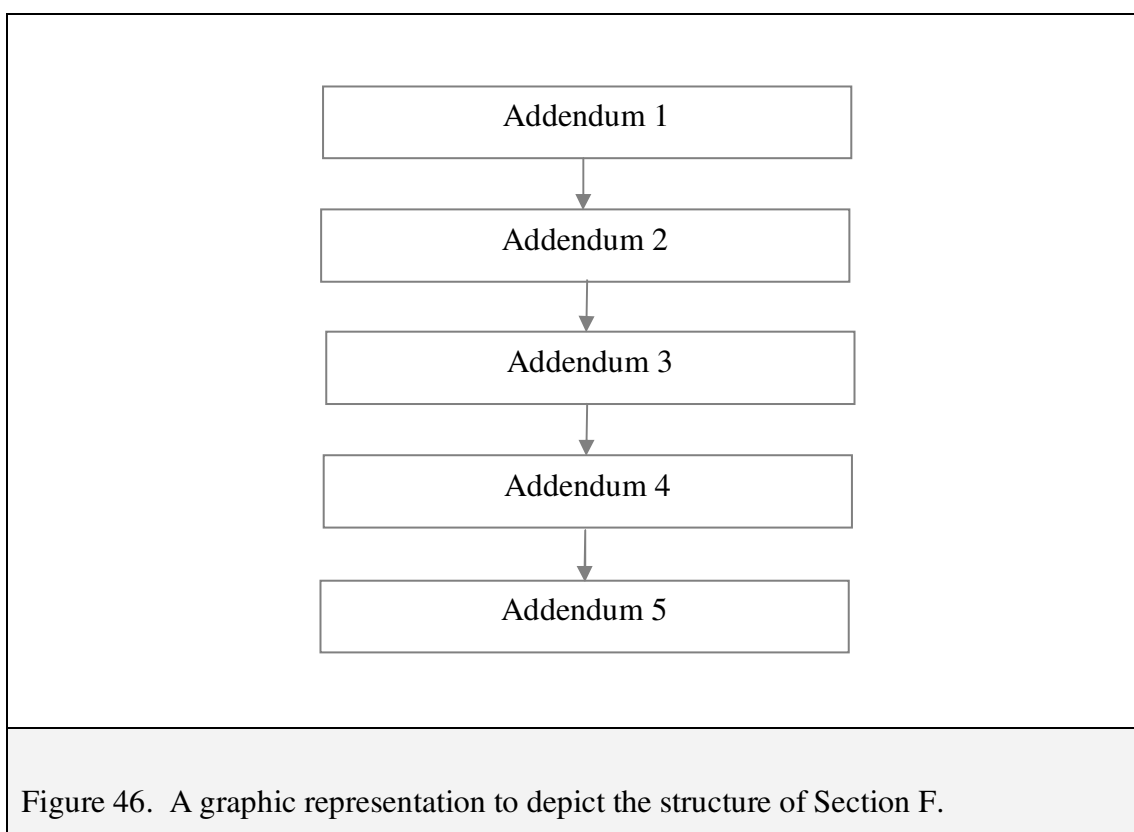 Addendum 1
Addendum 2
Addendum 3
Addendum 4
Addendum 5
Figure 46.  A graphic representation to depict the structure of Section F.